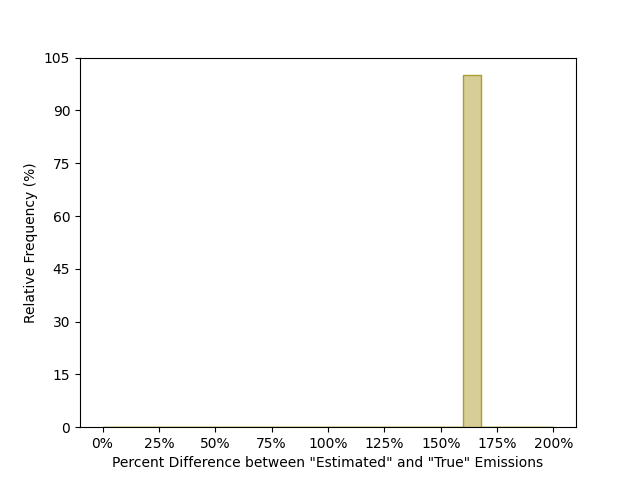 105
90
75
60
45
30
15
0
Relative Frequency (%)
0% 25% 50% 75% 100% 125% 150% 175% 200%
Percent Difference between "Estimated" and "True" Emissions